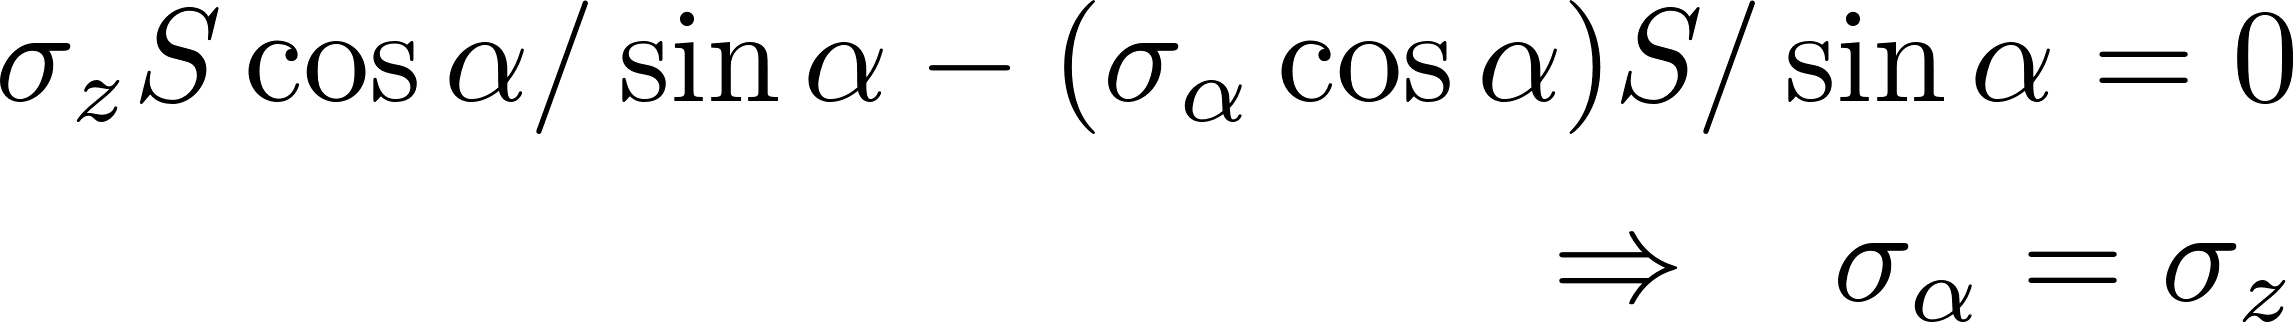 σ_z S cos α/ sin α − (σ_α cos α)S/ sin α = 0
⇒ σ_α = σ_z